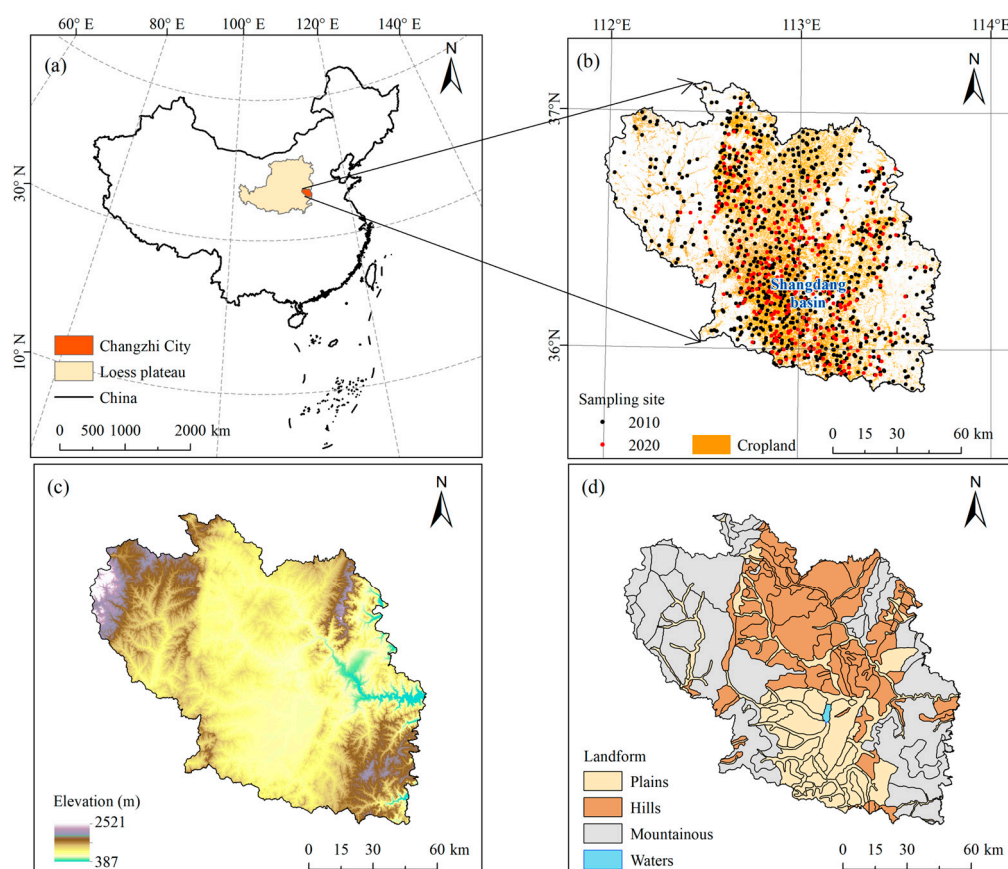 60° E
80° E
100° E
120° E
140° E
(a)
N
30° N
10° N
Changzhi City
Loess plateau
China
0 500 1000 2000 km
112°E
113°E
114°E
(b)
N
37°N
36°N
Shangdang
basin
Sampling site
2010
2020
Cropland
0 15 30 60 km
(c)
N
Elevation (m)
2521
387
0 15 30 60 km
(d)
N
Landform
Plains
Hills
Mountainous
Waters
0 15 30 60 km